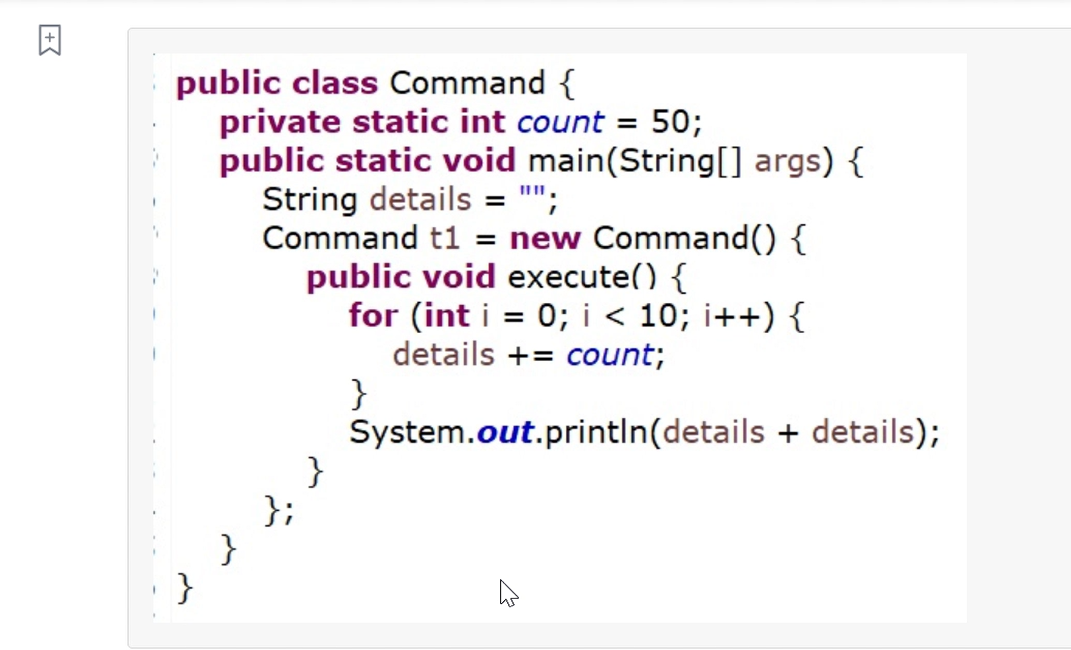 public class Command {
private static int count = 50;
public static void main(String[] args) {
String details = "";
Command t1 = new Command() {
public void execute() {
for (int i = 0; i < 10; i++) {
details += count;
}
System.out.println(details + details);
}
};
}
}